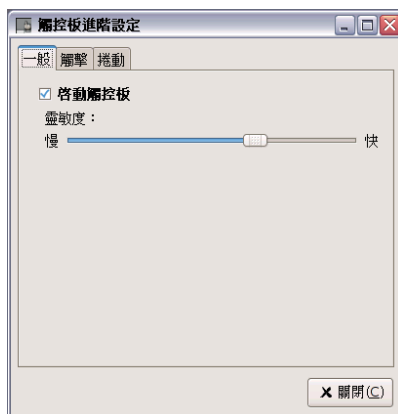 觸控板進階設定
一般 觸擊 捲動
啓動觸控板
靈敏度：
慢 快
關閉(C)